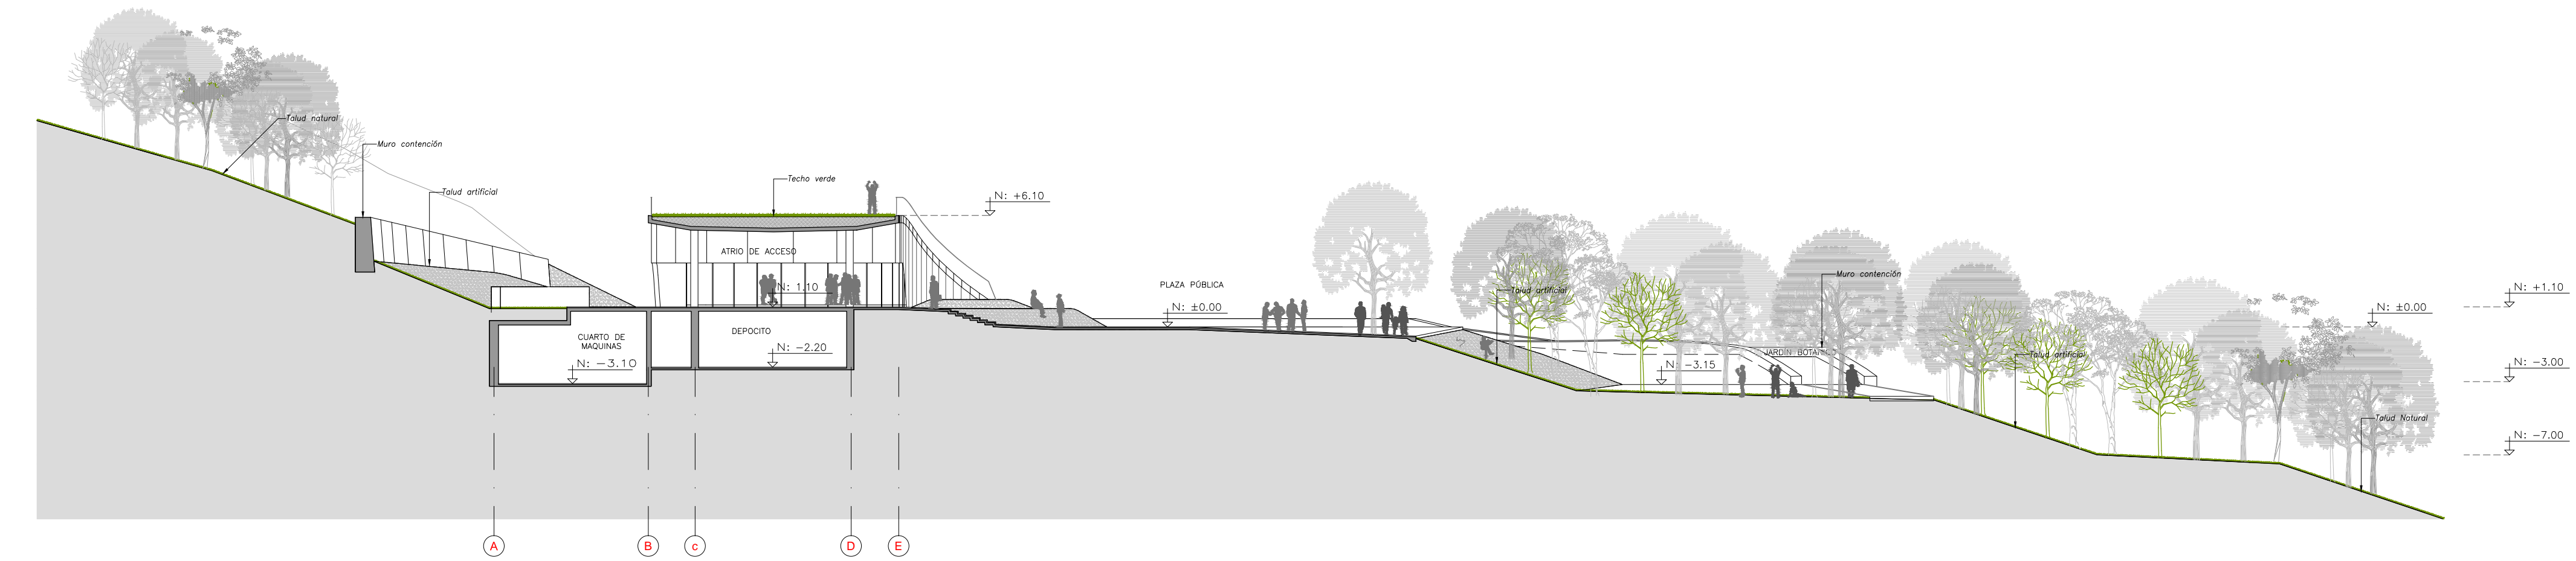 Talud natural
Muro contención
Talud artificial
Techo verde
N: +6.10
ATRIO DE ACCESO
N: 1.10
PLAZA PÚBLICA
N: ±0.00
DEPOCITO
N: −2.20
CUARTO DE
MAQUINAS
N: −3.10
Talud artificial
Muro contención
JARDÍN BOTANI
N: −3.15
Talud artificial
Talud Natural
N: +1.10
N: ±0.00
N: −3.00
N: −7.00
A
B
c
D
E